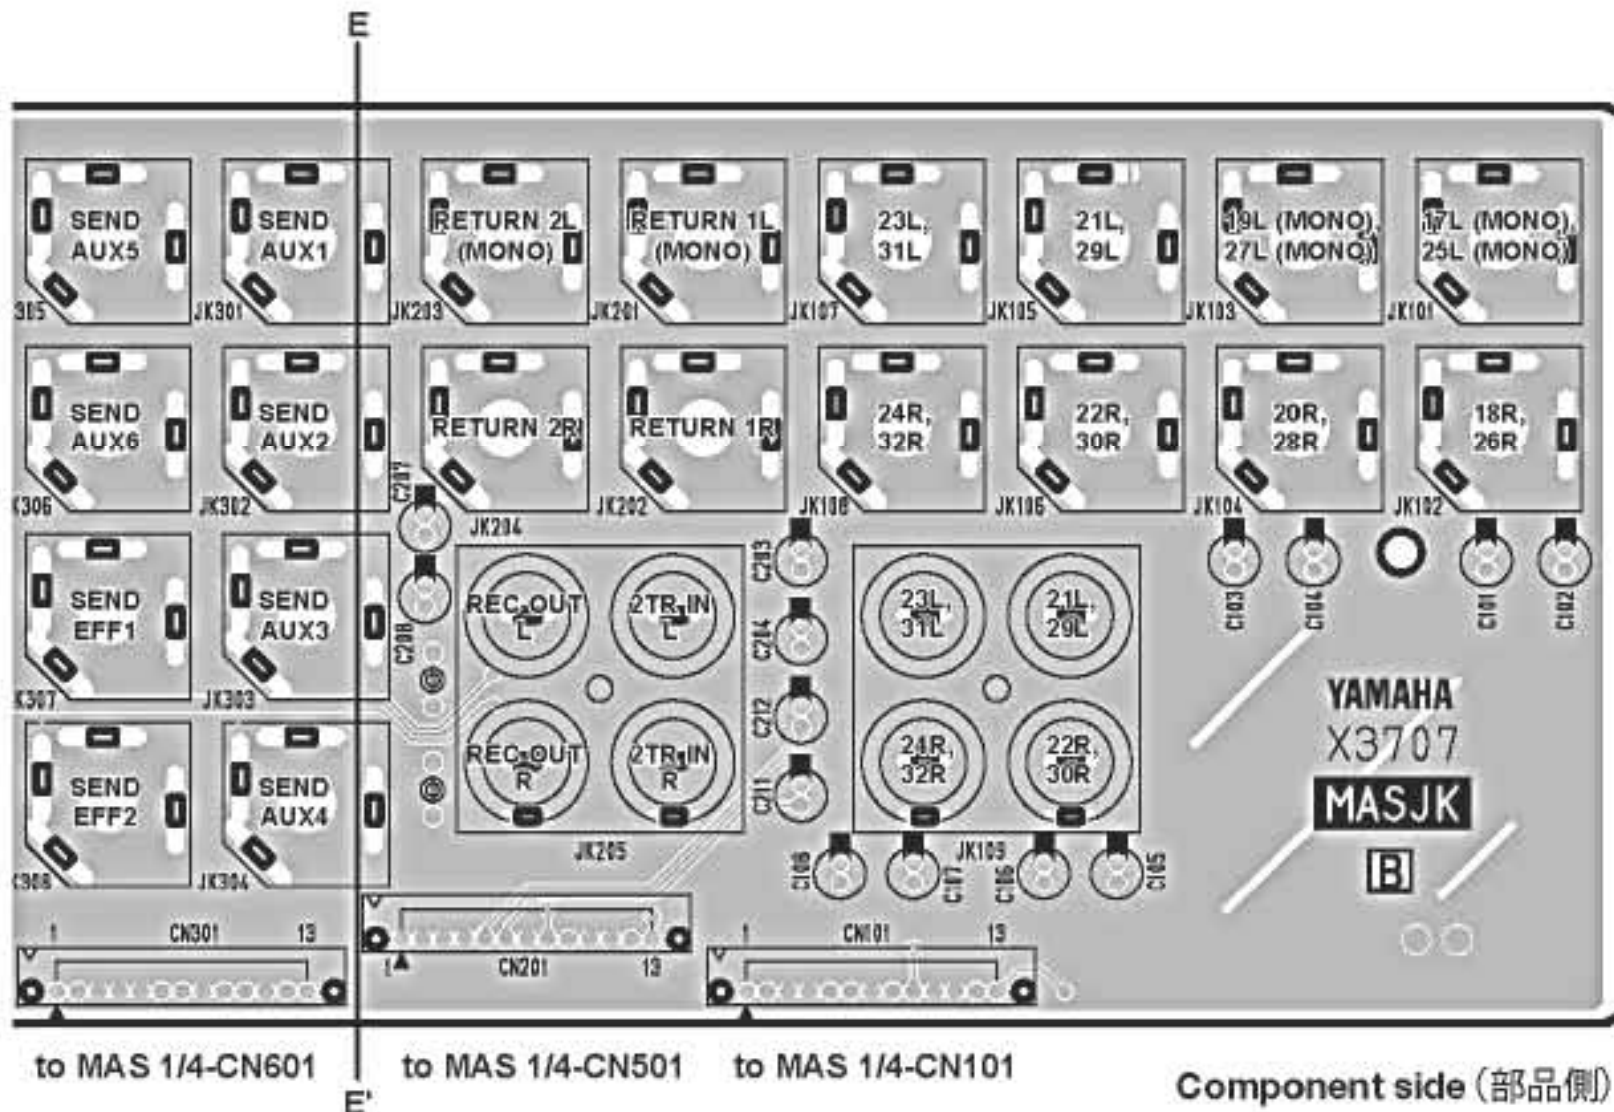 E
SEND
AUX5
SEND
AUX1
RETURN 2L
(MONO)
RETURN 1L
(MONO)
23L,
31L
21L,
29L
19L (MONO),
27L (MONO)
17L (MONO),
25L (MONO)
305
JK301
JK203
JK201
JK107
JK105
JK103
JK101
SEND
AUX6
SEND
AUX2
RETURN 2R
RETURN 1R
24R,
32R
22R,
30R
20R,
28R
18R,
26R
C207
K306
JK302
JK204
JK202
JK108
JK106
JK104
JK102
SEND
EFF1
SEND
AUX3
C208
REC OUT
L
2TR IN
L
C203
C204
23L,
31L
21L,
29L
C103
C104
C101
C102
K307
JK303
YAMAHA
X3707
MASJK
B
SEND
EFF2
SEND
AUX4
REC OUT
R
2TR IN
R
C212
C211
24R,
32R
22R,
30R
K308
JK304
JK205
C108
C107
JK109
C106
C105
1 CN301 13
1 CN201 13
1 CN101 13
to MAS 1/4-CN601
to MAS 1/4-CN501
to MAS 1/4-CN101
E'
Component side (部品側)